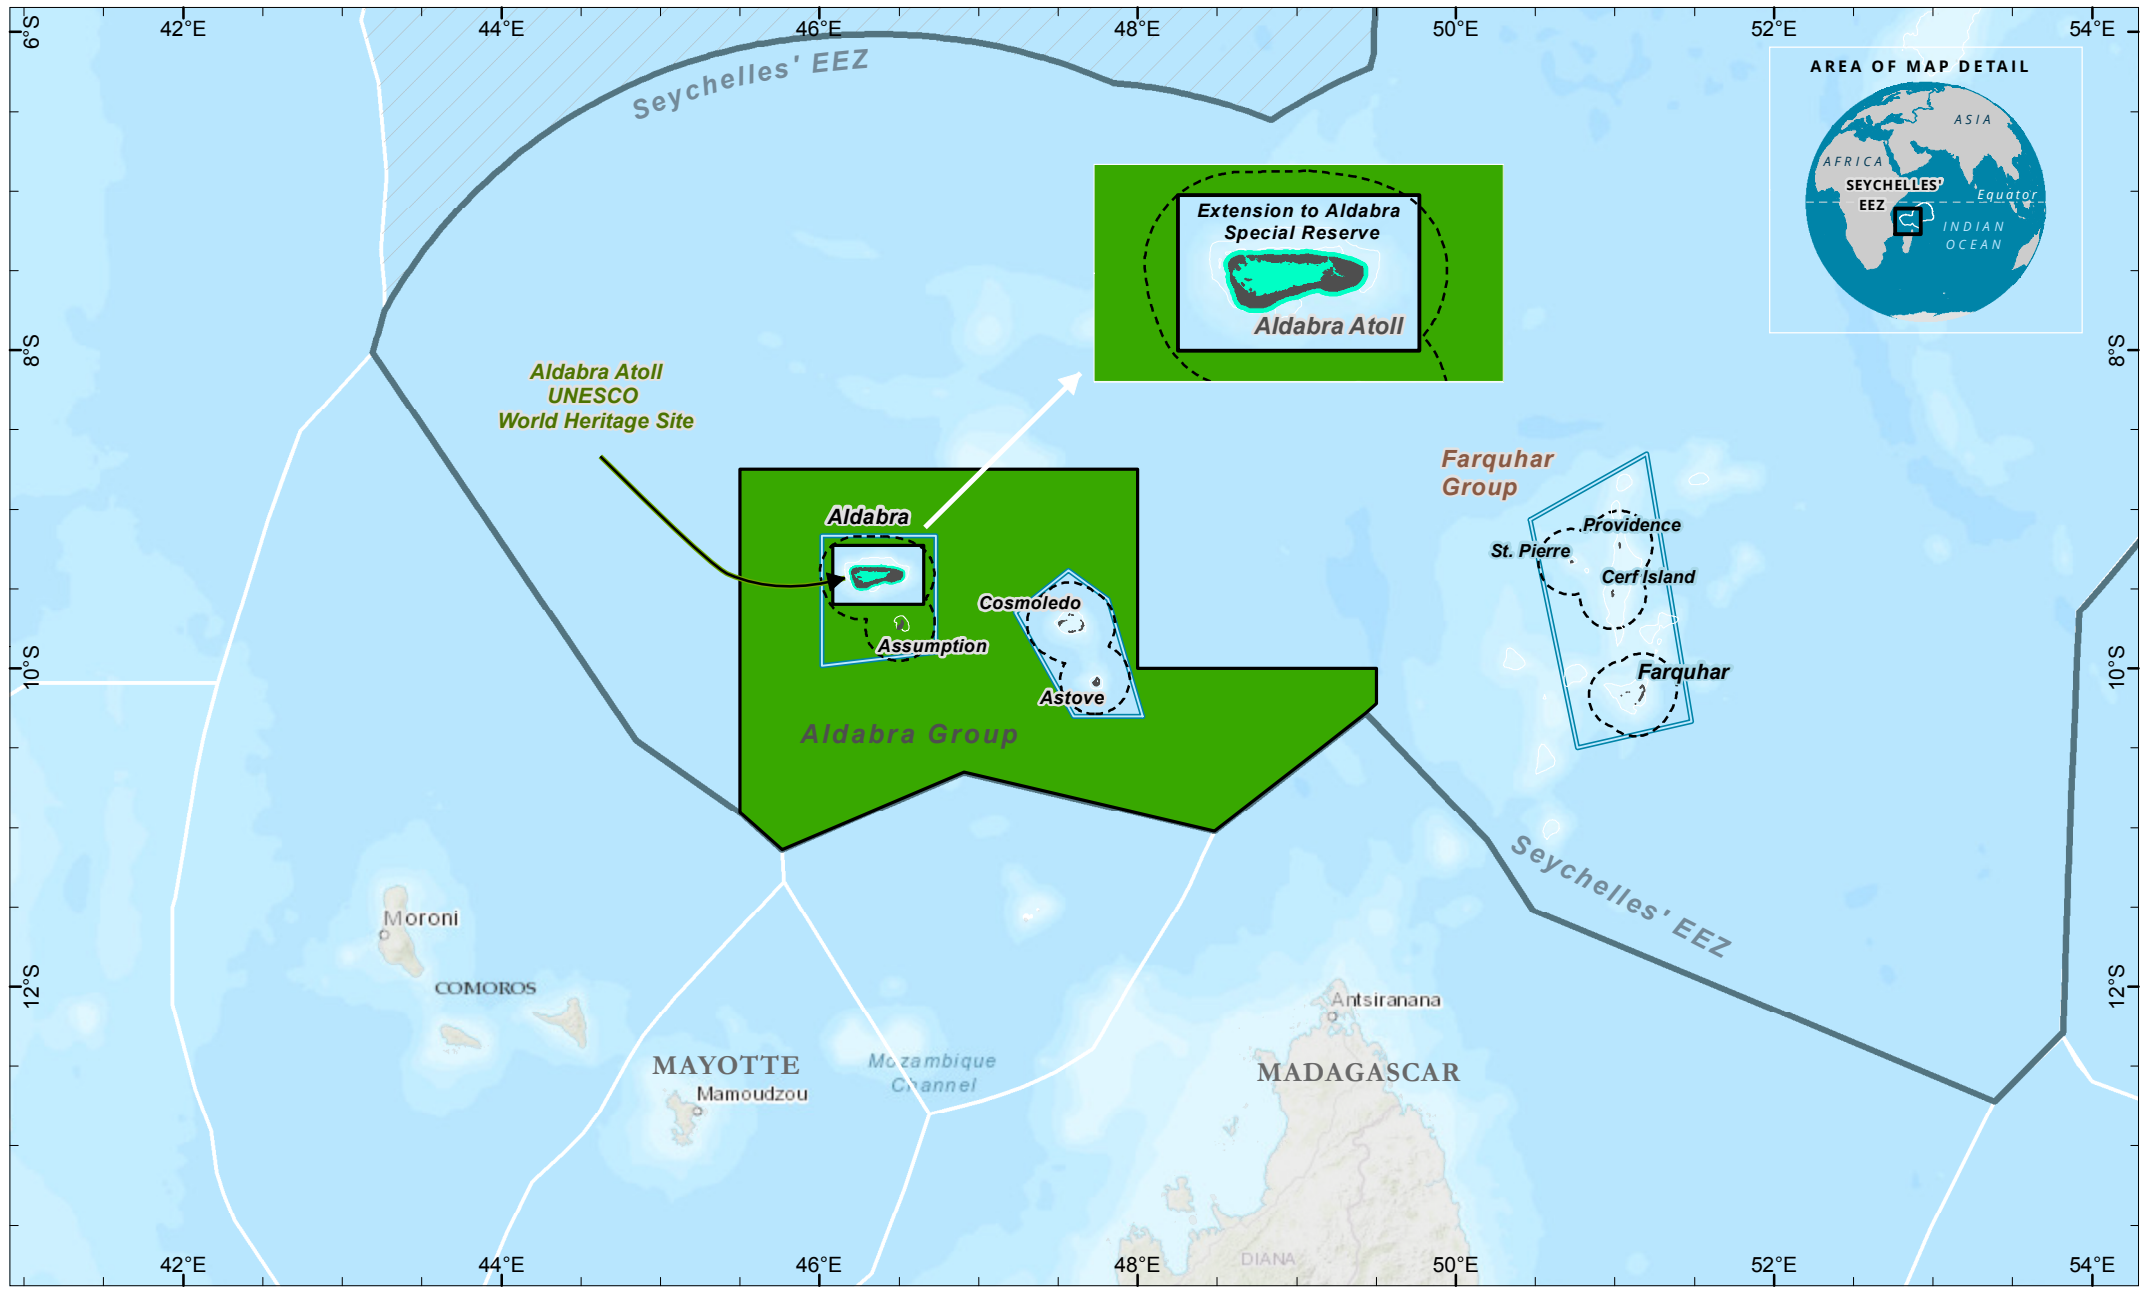 42°E
44°E
46°E
48°E
50°E
52°E
54°E
6°S
6°S
Seychelles' EEZ
AREA OF MAP DETAIL
ASIA
AFRICA
SEYCHELLES'
EEZ
Equator
INDIAN
OCEAN
Extension to Aldabra
Special Reserve
Aldabra Atoll
8°S
8°S
Aldabra Atoll
UNESCO
World Heritage Site
Farquhar
Group
Aldabra
Providence
St. Pierre
Cerf Island
Cosmoledo
Assumption
10°S
Farquhar
10°S
Astove
Aldabra Group
Seychelles' EEZ
Moroni
COMOROS
12°S
12°S
Antsiranana
MAYOTTE
Mozambique
Channel
MADAGASCAR
Mamoudzou
DIANA
42°E
44°E
46°E
48°E
50°E
52°E
54°E